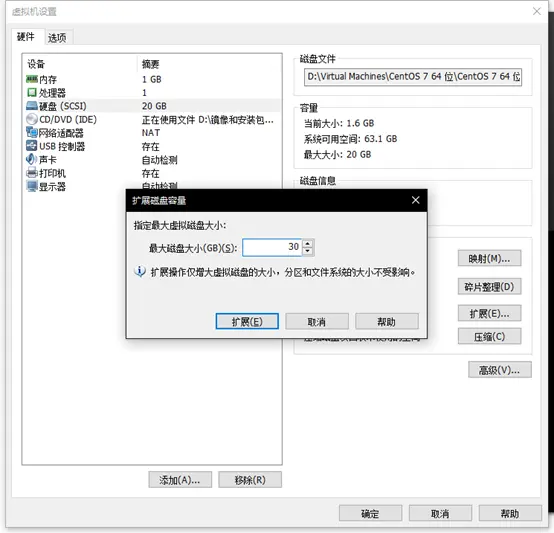 虚拟机设置
硬件 选项
设备 摘要
内存 1 GB
处理器 1
硬盘 (SCSI) 20 GB
CD/DVD (IDE) 正在使用文件 D:\镜像和安装包...
网络适配器 NAT
USB 控制器 存在
声卡 自动检测
打印机 存在
显示器 自动检测
磁盘文件
D:\Virtual Machines\CentOS 7 64 位\CentOS 7 64 位
容量
当前大小: 1.6 GB
系统可用空间: 63.1 GB
最大大小: 20 GB
磁盘信息
扩展磁盘容量
指定最大虚拟磁盘大小:
最大磁盘大小(GB)(S): 30
扩展操作仅增大虚拟磁盘的大小，分区和文件系统的大小不受影响。
扩展(E) 取消 帮助
映射(M)...
碎片整理(D)
扩展(E)...
压缩(C)
高级(V)...
添加(A)... 移除(R)
确定 取消 帮助